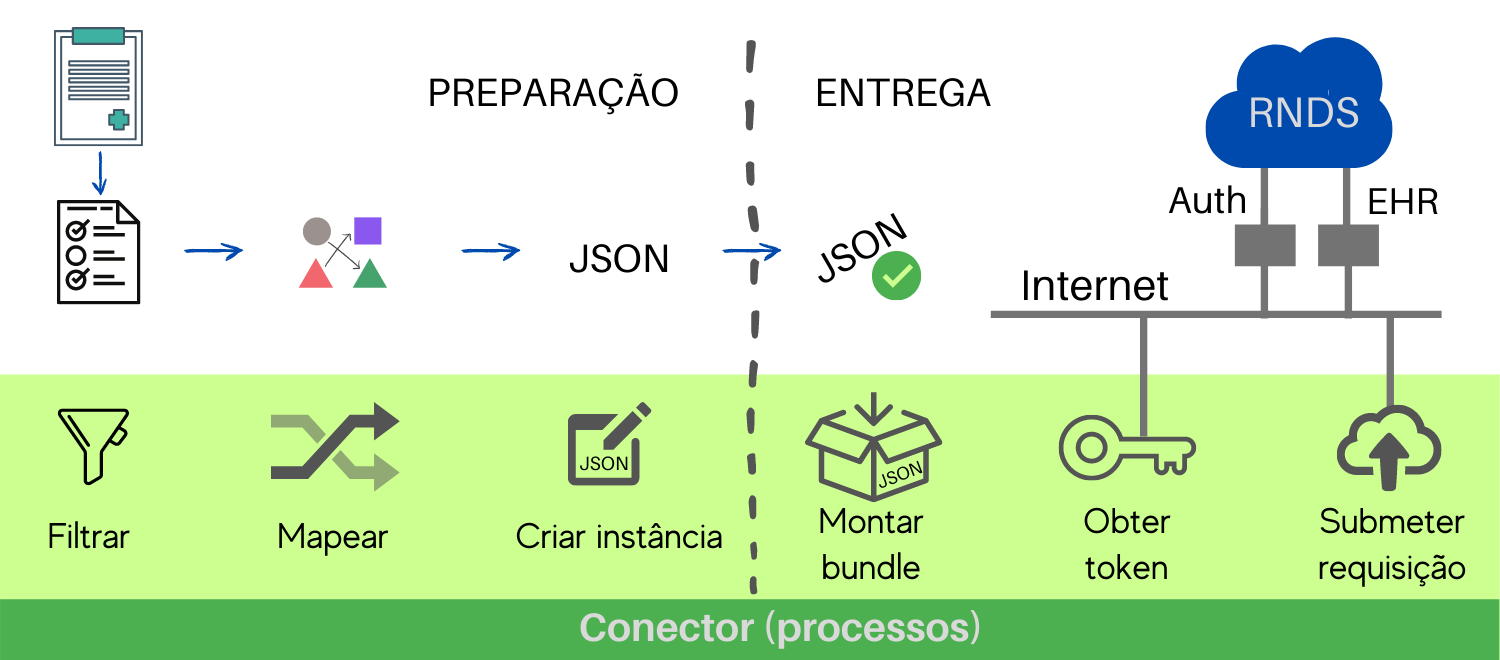 PREPARAÇÃO
ENTREGA
RNDS
Auth
EHR
JSON
JSON
Internet
JSON
JSON
Filtrar
Mapear
Criar instância
Montar
bundle
Obter
token
Submeter
requisição
Conector (processos)